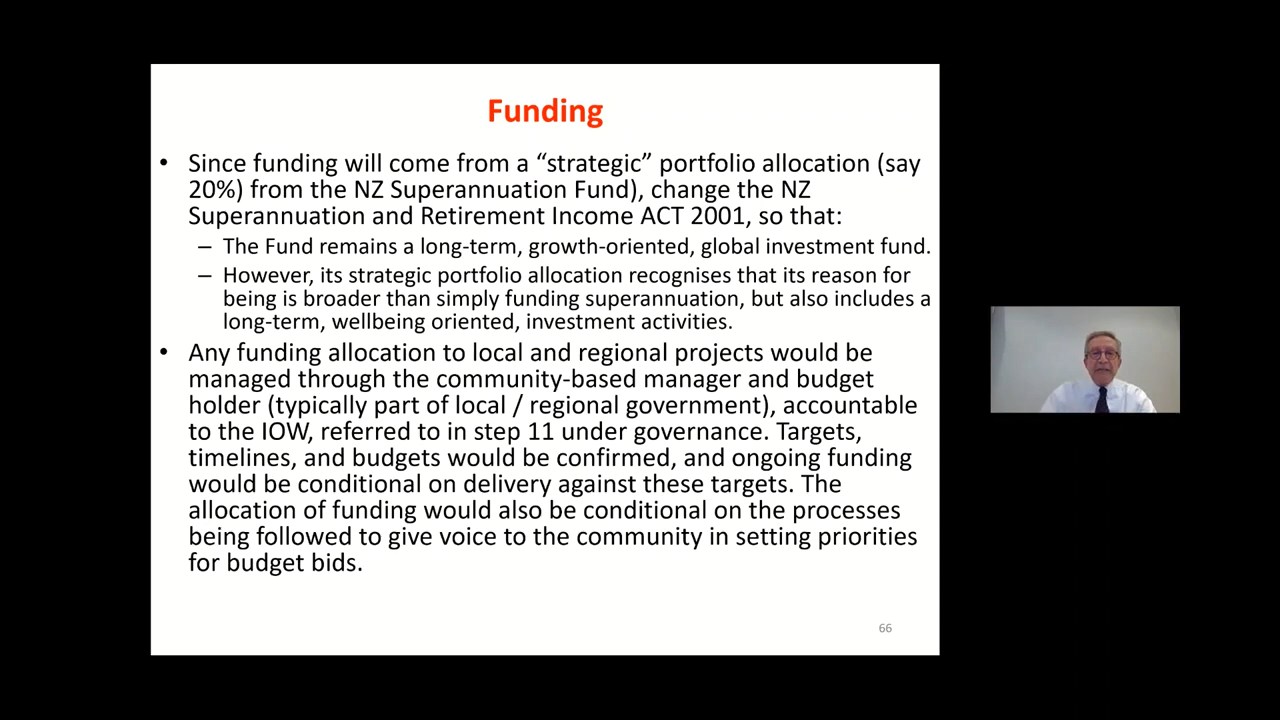 Funding
• Since funding will come from a “strategic” portfolio allocation (say
20%) from the NZ Superannuation Fund), change the NZ
Superannuation and Retirement Income ACT 2001, so that:
– The Fund remains a long-term, growth-oriented, global investment fund.
– However, its strategic portfolio allocation recognises that its reason for
being is broader than simply funding superannuation, but also includes a
long-term, wellbeing oriented, investment activities.
• Any funding allocation to local and regional projects would be
managed through the community-based manager and budget
holder (typically part of local / regional government), accountable
to the IOW, referred to in step 11 under governance. Targets,
timelines, and budgets would be confirmed, and ongoing funding
would be conditional on delivery against these targets. The
allocation of funding would also be conditional on the processes
being followed to give voice to the community in setting priorities
for budget bids.
66